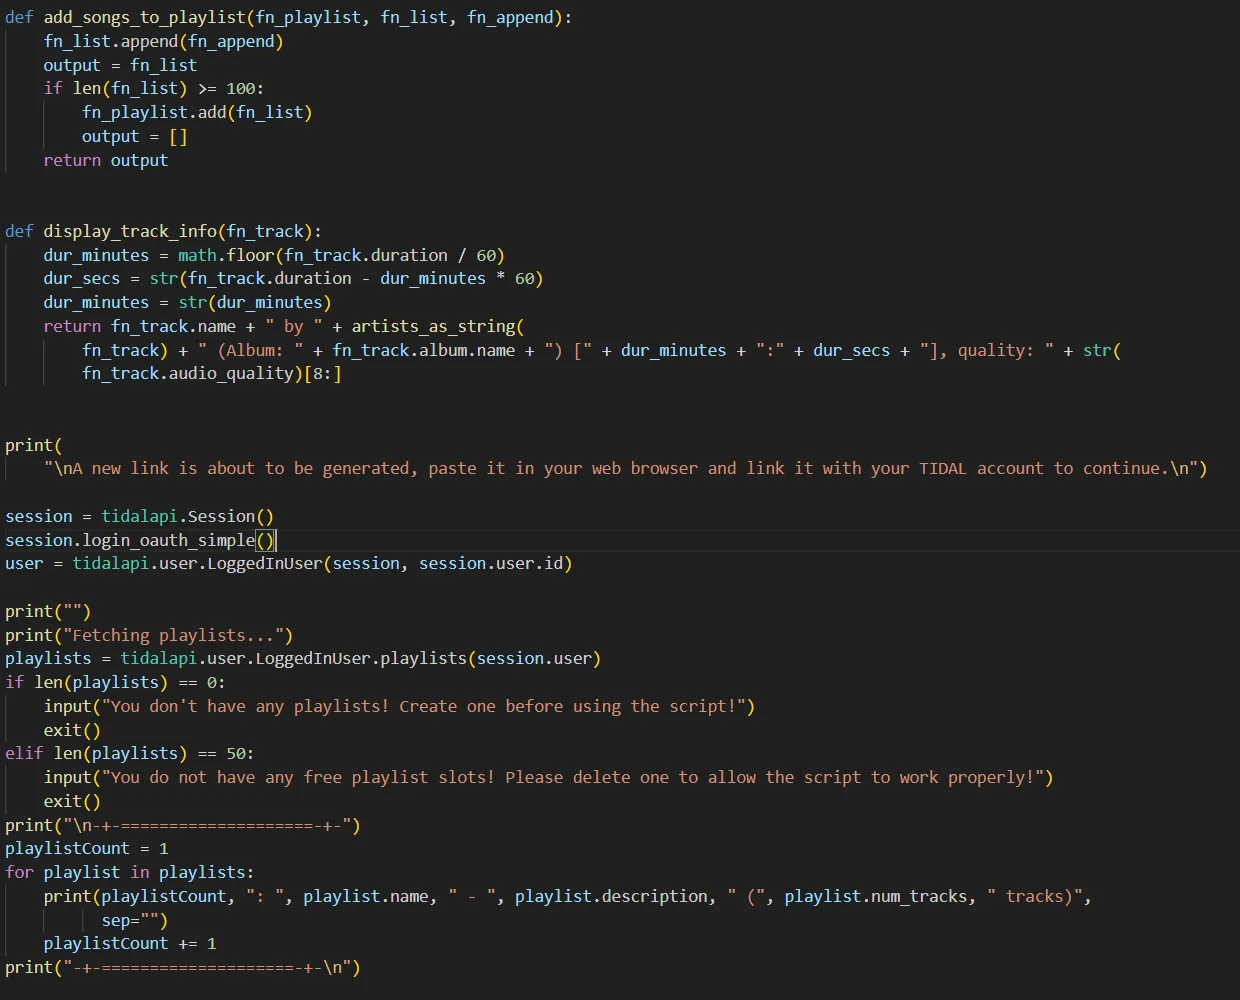 def add_songs_to_playlist(fn_playlist, fn_list, fn_append):
    fn_list.append(fn_append)
    output = fn_list
    if len(fn_list) >= 100:
        fn_playlist.add(fn_list)
        output = []
    return output
def display_track_info(fn_track):
    dur_minutes = math.floor(fn_track.duration / 60)
    dur_secs = str(fn_track.duration - dur_minutes * 60)
    dur_minutes = str(dur_minutes)
    return fn_track.name + " by " + artists_as_string(
        fn_track) + " (Album: " + fn_track.album.name + ") [" + dur_minutes + ":" + dur_secs + "], quality: " + str(
        fn_track.audio_quality)[8:]
print(
    "\nA new link is about to be generated, paste it in your web browser and link it with your TIDAL account to continue.\n")
session = tidalapi.Session()
session.login_oauth_simple()
user = tidalapi.user.LoggedInUser(session, session.user.id)
print("")
print("Fetching playlists...")
playlists = tidalapi.user.LoggedInUser.playlists(session.user)
if len(playlists) == 0:
    input("You don't have any playlists! Create one before using the script!")
    exit()
elif len(playlists) == 50:
    input("You do not have any free playlist slots! Please delete one to allow the script to work properly!")
    exit()
print("\n-+-====================-+-")
playlistCount = 1
for playlist in playlists:
    print(playlistCount, ": ", playlist.name, " - ", playlist.description, " (", playlist.num_tracks, " tracks)",
          sep="")
    playlistCount += 1
print("-+-====================-+-\n")